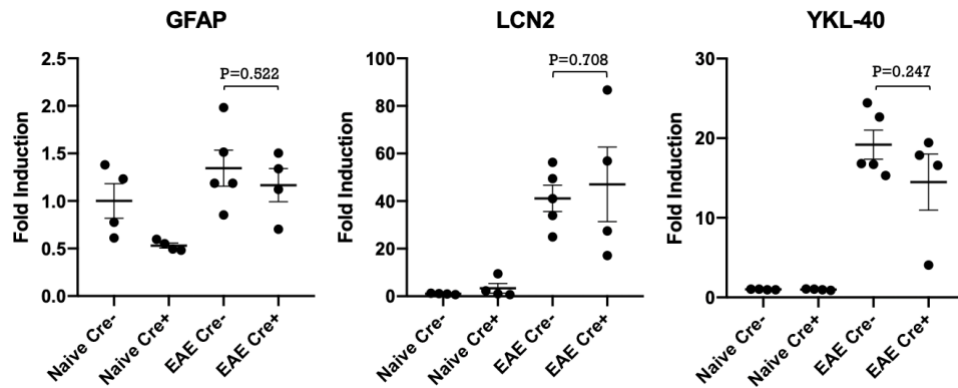 GFAP
Fold Induction
2.5
2.0
1.5
1.0
0.5
0.0
P=0.522
Naive Cre-
Naive Cre+
EAE Cre-
EAE Cre+
LCN2
Fold Induction
100
80
60
40
20
0
P=0.708
Naive Cre-
Naive Cre+
EAE Cre-
EAE Cre+
YKL-40
Fold Induction
30
20
10
0
P=0.247
Naive Cre-
Naive Cre+
EAE Cre-
EAE Cre+